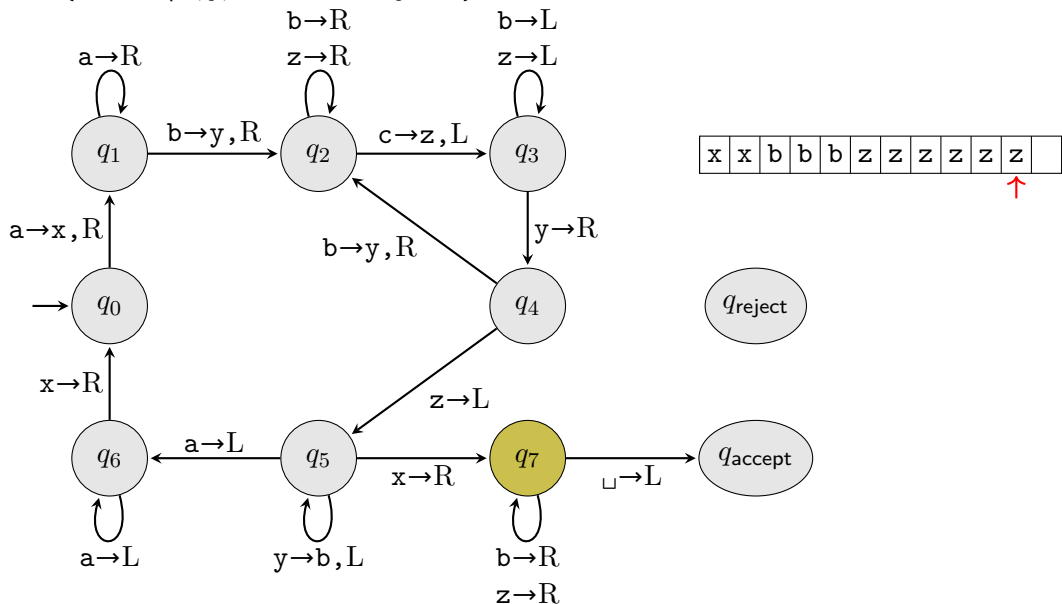 b→R
b→L
a→R
z→R
z→L
q1
b→y,R
q2
c→z,L
q3
x x b b b z z z z z z
a→x,R
b→y,R
y→R
q0
q4
qreject
x→R
z→L
q6
a→L
q5
x→R
q7
␣→L
qaccept
a→L
y→b,L
b→R
z→R